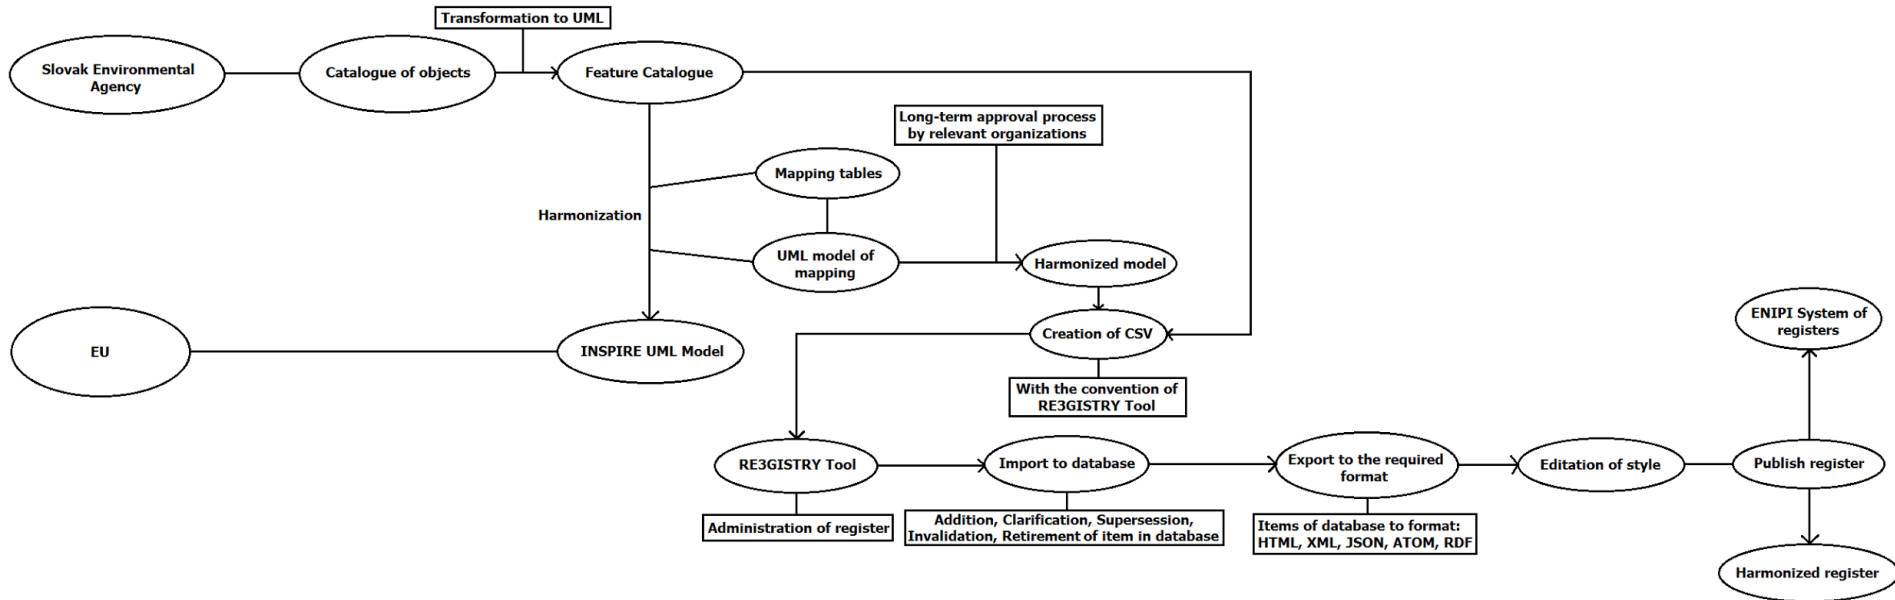 Transformation to UML
Slovak Environmental
Agency
Catalogue of objects
Feature Catalogue
Long-term approval process
by relevant organizations
Mapping tables
Harmonization
UML model of
mapping
Harmonized model
EU
INSPIRE UML Model
Creation of CSV
With the convention of
RE3GISTRY Tool
ENIPI System of
registers
RE3GISTRY Tool
Import to database
Export to the required
format
Editation of style
Publish register
Administration of register
Addition, Clarification, Supersession,
Invalidation, Retirement of item in database
Items of database to format:
HTML, XML, JSON, ATOM, RDF
Harmonized register